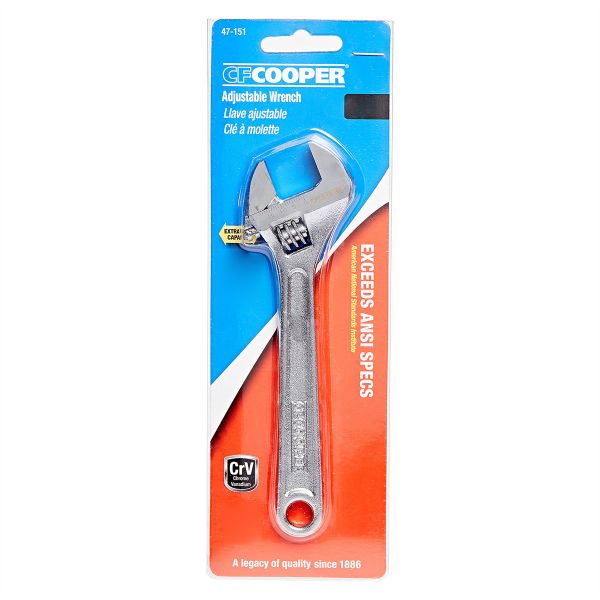 47-151
CFCOOPER®
Adjustable Wrench
Llave ajustable
Clé à molette
EXTRA
CAPA
EXCEEDS ANSI SPECS
American National Standards Institute
CrV
Chrome
Vanadium
A legacy of quality since 1886